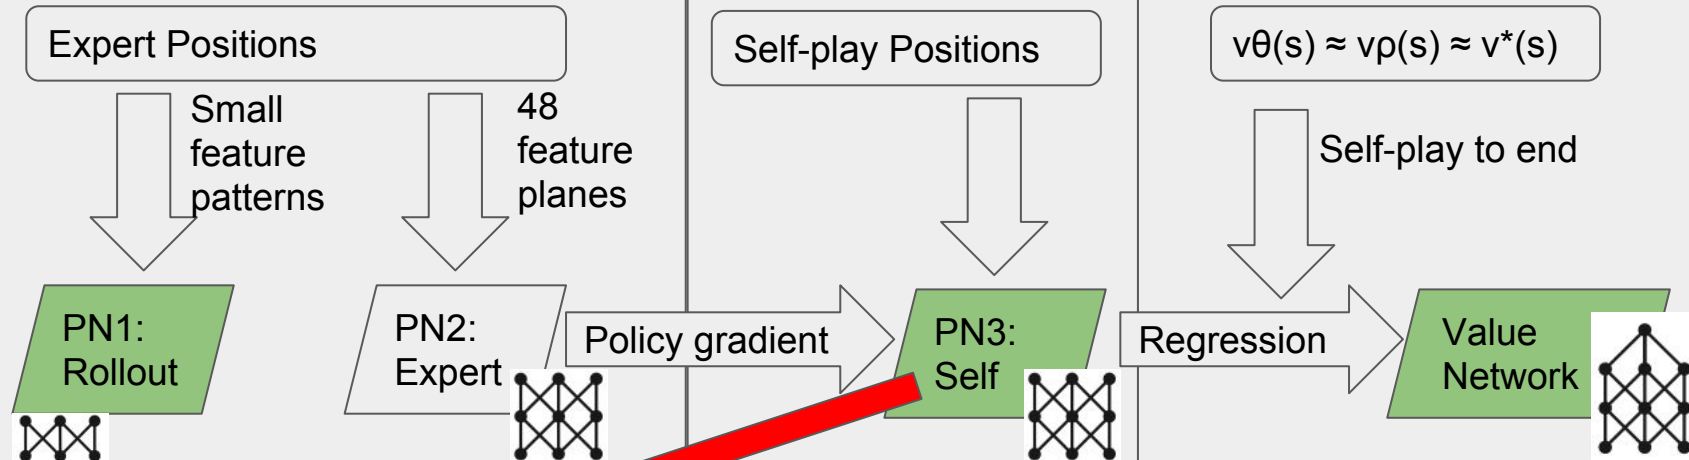 Expert Positions
Small
feature
patterns
48
feature
planes
PN1:
Rollout
PN2:
Expert
Policy gradient
Self-play Positions
PN3:
Self
Regression
vθ(s) ≈ vρ(s) ≈ v*(s)
Self-play to end
Value
Network